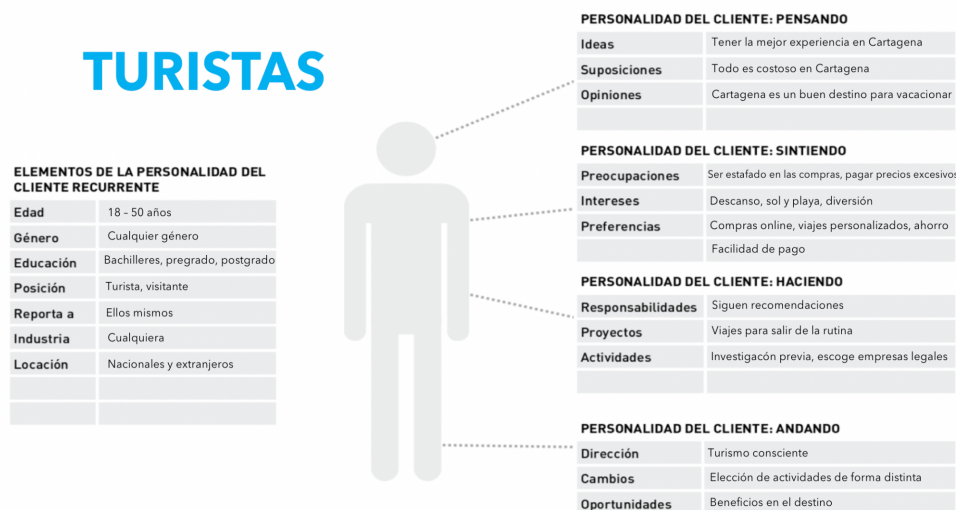 TURISTAS
ELEMENTOS DE LA PERSONALIDAD DEL
CLIENTE RECURRENTE
Edad 18 – 50 años
Género Cualquier género
Educación Bachilleres, pregrado, postgrado
Posición Turista, visitante
Reporta a Ellos mismos
Industria Cualquiera
Locación Nacionales y extranjeros
PERSONALIDAD DEL CLIENTE: PENSANDO
Ideas Tener la mejor experiencia en Cartagena
Suposiciones Todo es costoso en Cartagena
Opiniones Cartagena es un buen destino para vacacionar
PERSONALIDAD DEL CLIENTE: SINTIENDO
Preocupaciones Ser estafado en las compras, pagar precios excesivos
Intereses Descanso, sol y playa, diversión
Preferencias Compras online, viajes personalizados, ahorro
Facilidad de pago
PERSONALIDAD DEL CLIENTE: HACIENDO
Responsabilidades Siguen recomendaciones
Proyectos Viajes para salir de la rutina
Actividades Investigacón previa, escoge empresas legales
PERSONALIDAD DEL CLIENTE: ANDANDO
Dirección Turismo consciente
Cambios Elección de actividades de forma distinta
Oportunidades Beneficios en el destino